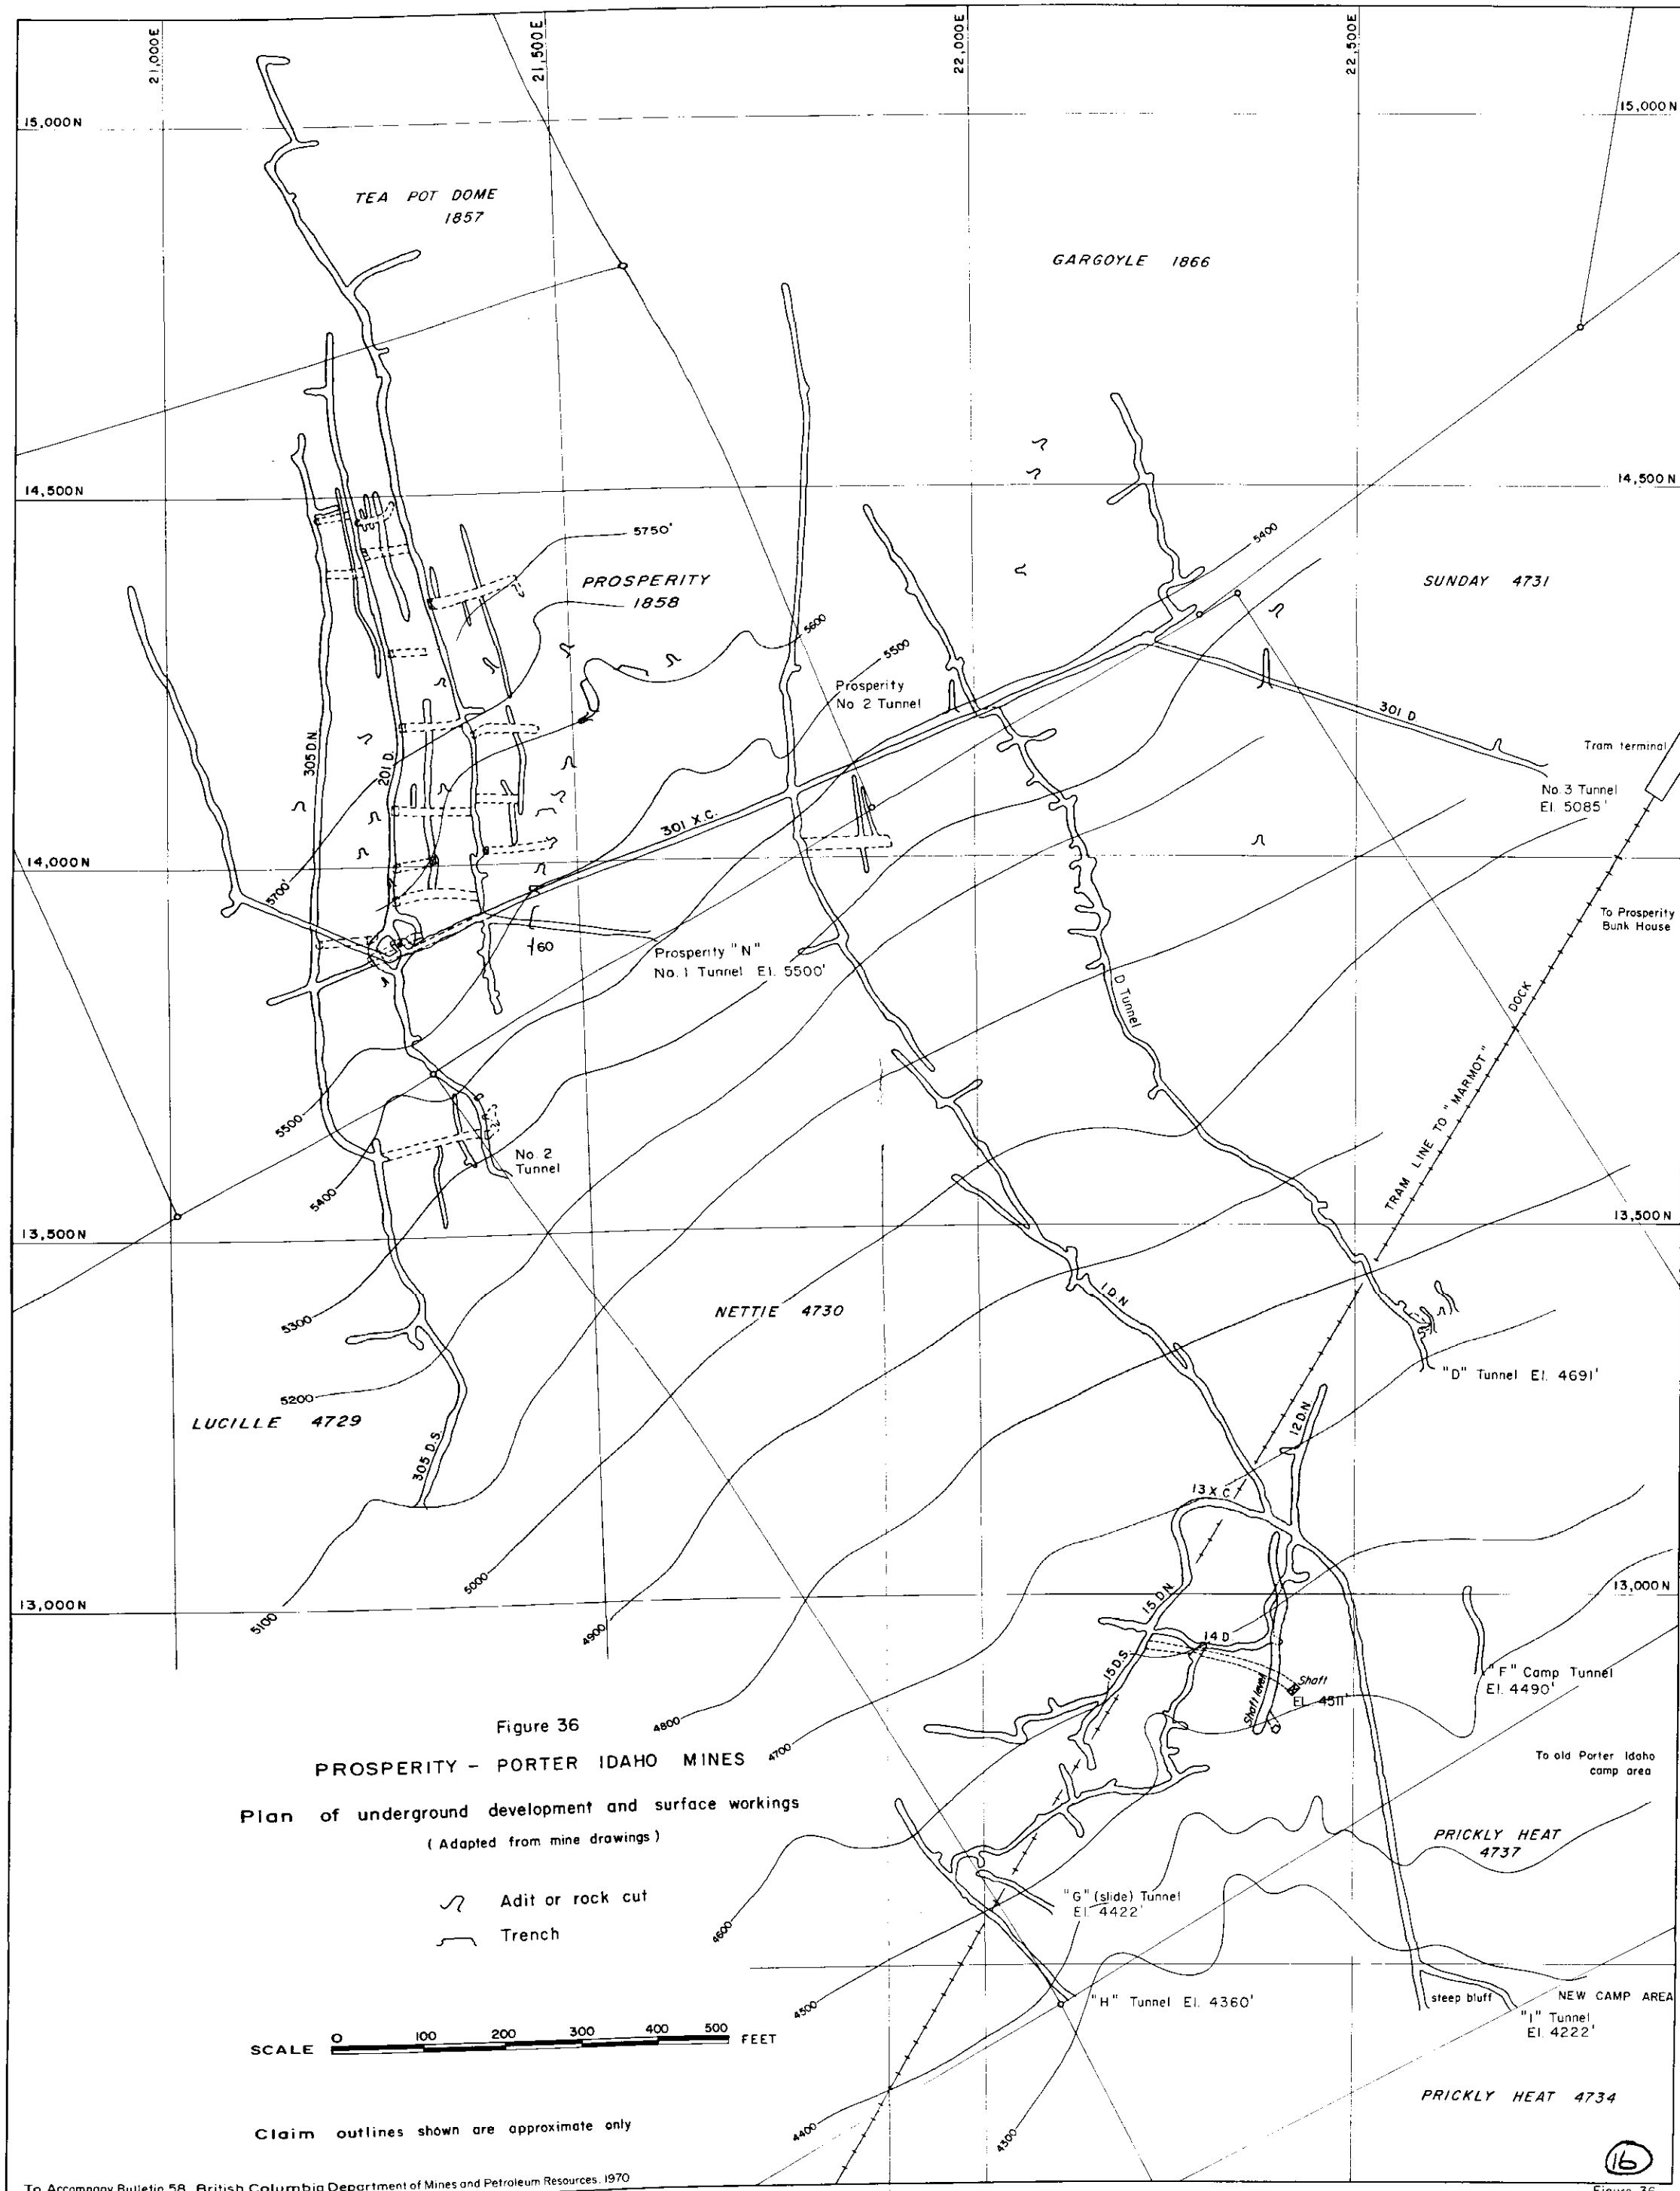 21,000E
21,500E
22,000E
22,500E
15,000N
15,000N
TEA POT DOME
1857
GARGOYLE 1866
14,500N
14,500N
5750'
5400
PROSPERITY
1858
SUNDAY 4731
5600
5500
Prosperity
No 2 Tunnel
301 D
305 D.N
201 D.
Tram terminal
No.3 Tunnel
El. 5085'
301 X.C.
14,000N
5700'
To Prosperity
Bunk House
60
Prosperity "N"
No.1 Tunnel El. 5500'
D Tunnel
TRAM LINE TO "MARMOT" DOCK
5500
No. 2
Tunnel
5400
13,500N
13,500N
5300
NETTIE 4730
1 D.N
"D" Tunnel El. 4691'
5200
LUCILLE 4729
305 D.S.
12 D.N
13 X.C
5000
15 D.N.
13,000N
13,000N
5100
4900
14 D
15 D.S.
"F" Camp Tunnel
El. 4490'
Shaft
El. 4511'
Shaft level
Figure 36
4800
4700
PROSPERITY – PORTER IDAHO MINES
To old Porter Idaho
camp area
Plan of underground development and surface workings
(Adapted from mine drawings)
PRICKLY HEAT
4737
Adit or rock cut
Trench
"G" (slide) Tunnel
El. 4422'
4600
4500
"H" Tunnel El. 4360'
steep bluff
NEW CAMP AREA
"I" Tunnel
El. 4222'
SCALE 0 100 200 300 400 500 FEET
PRICKLY HEAT 4734
Claim outlines shown are approximate only
4400
4300
16
To Accompany Bulletin 58, British Columbia Department of Mines and Petroleum Resources, 1970
Figure 36